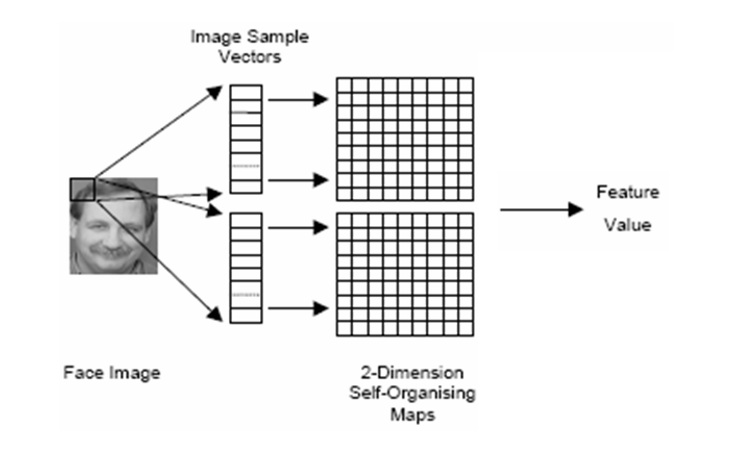 Image Sample
Vectors
Feature
Value
Face Image
2-Dimension
Self-Organising
Maps